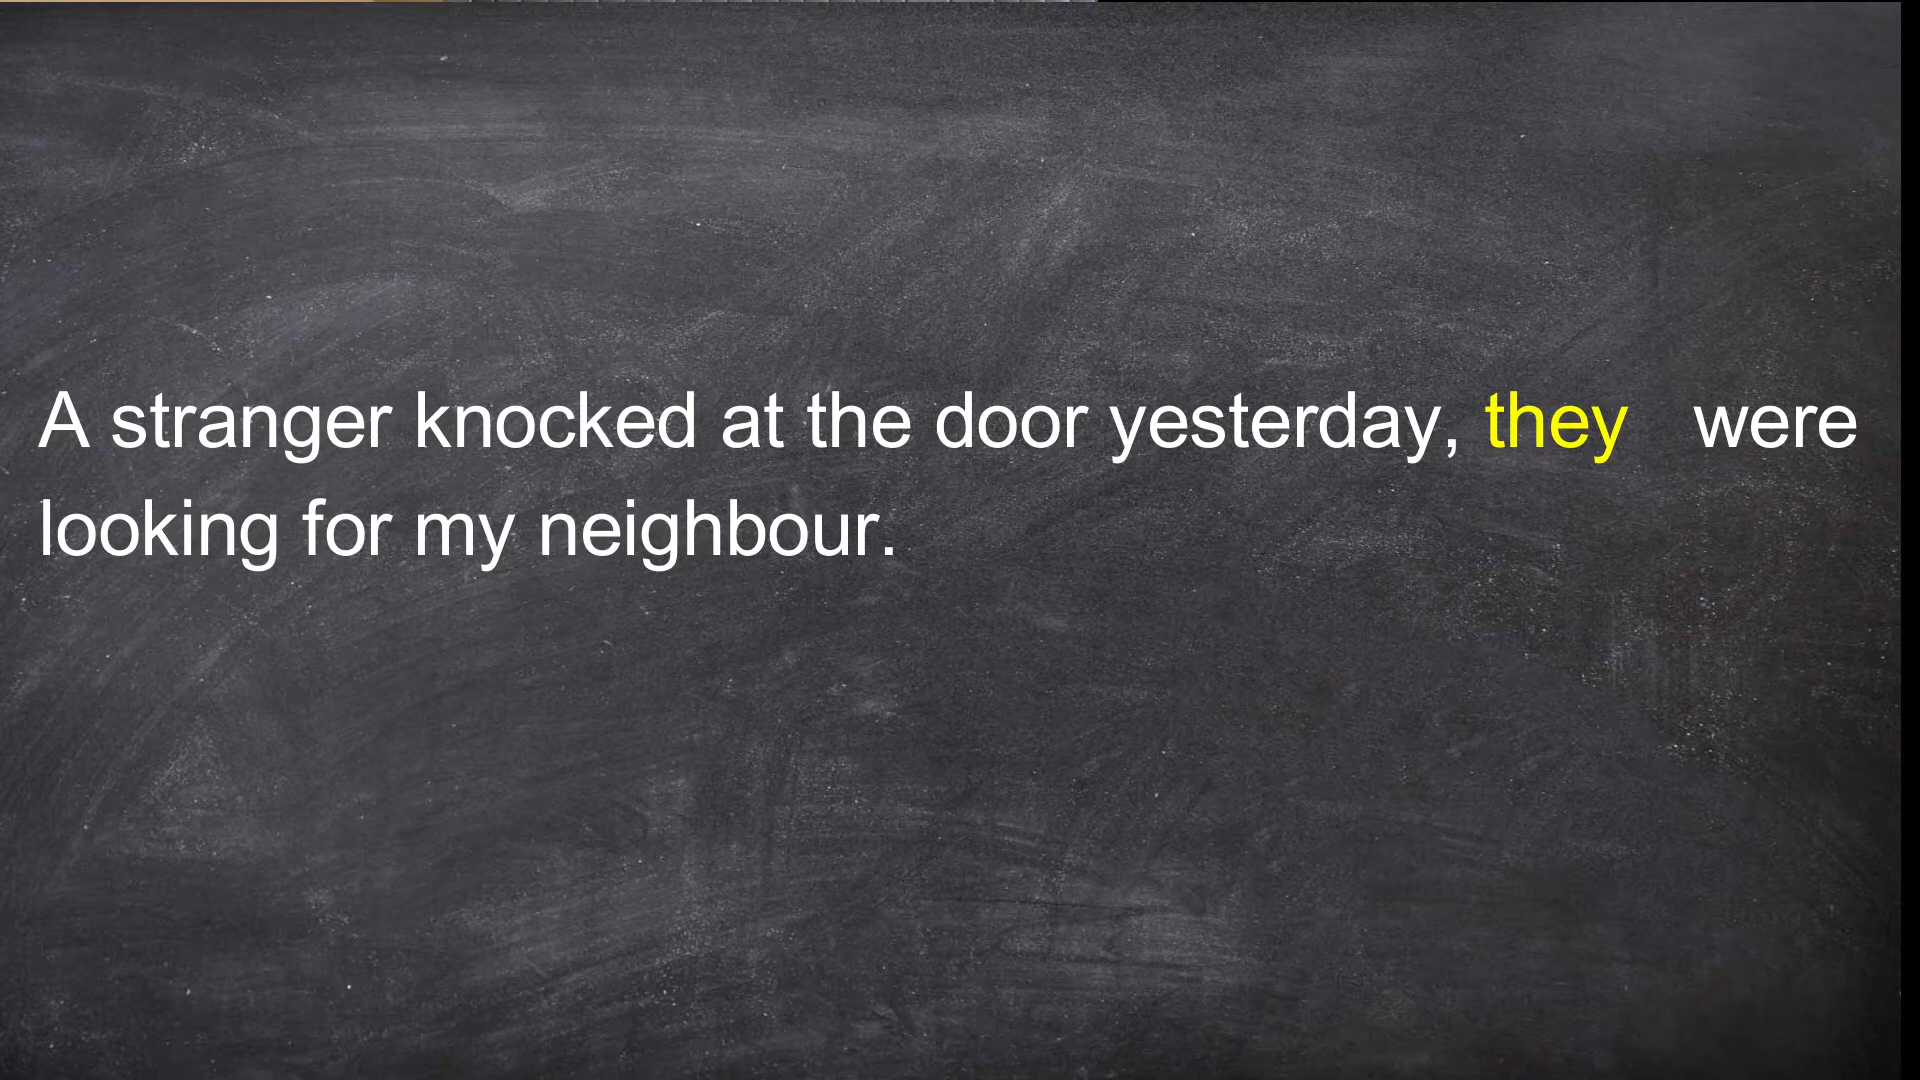 A stranger knocked at the door yesterday, they were
looking for my neighbour.